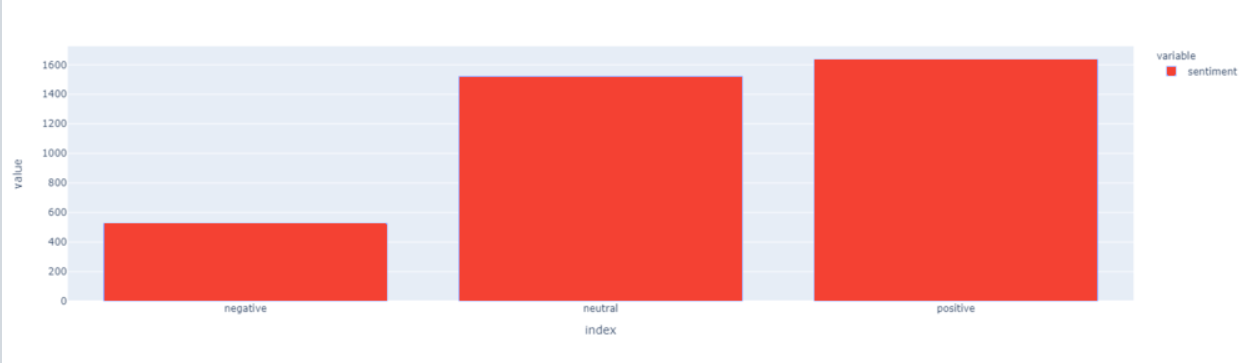 variable
sentiment
1600
1400
1200
1000
800
600
400
200
0
value
negative
neutral
positive
index